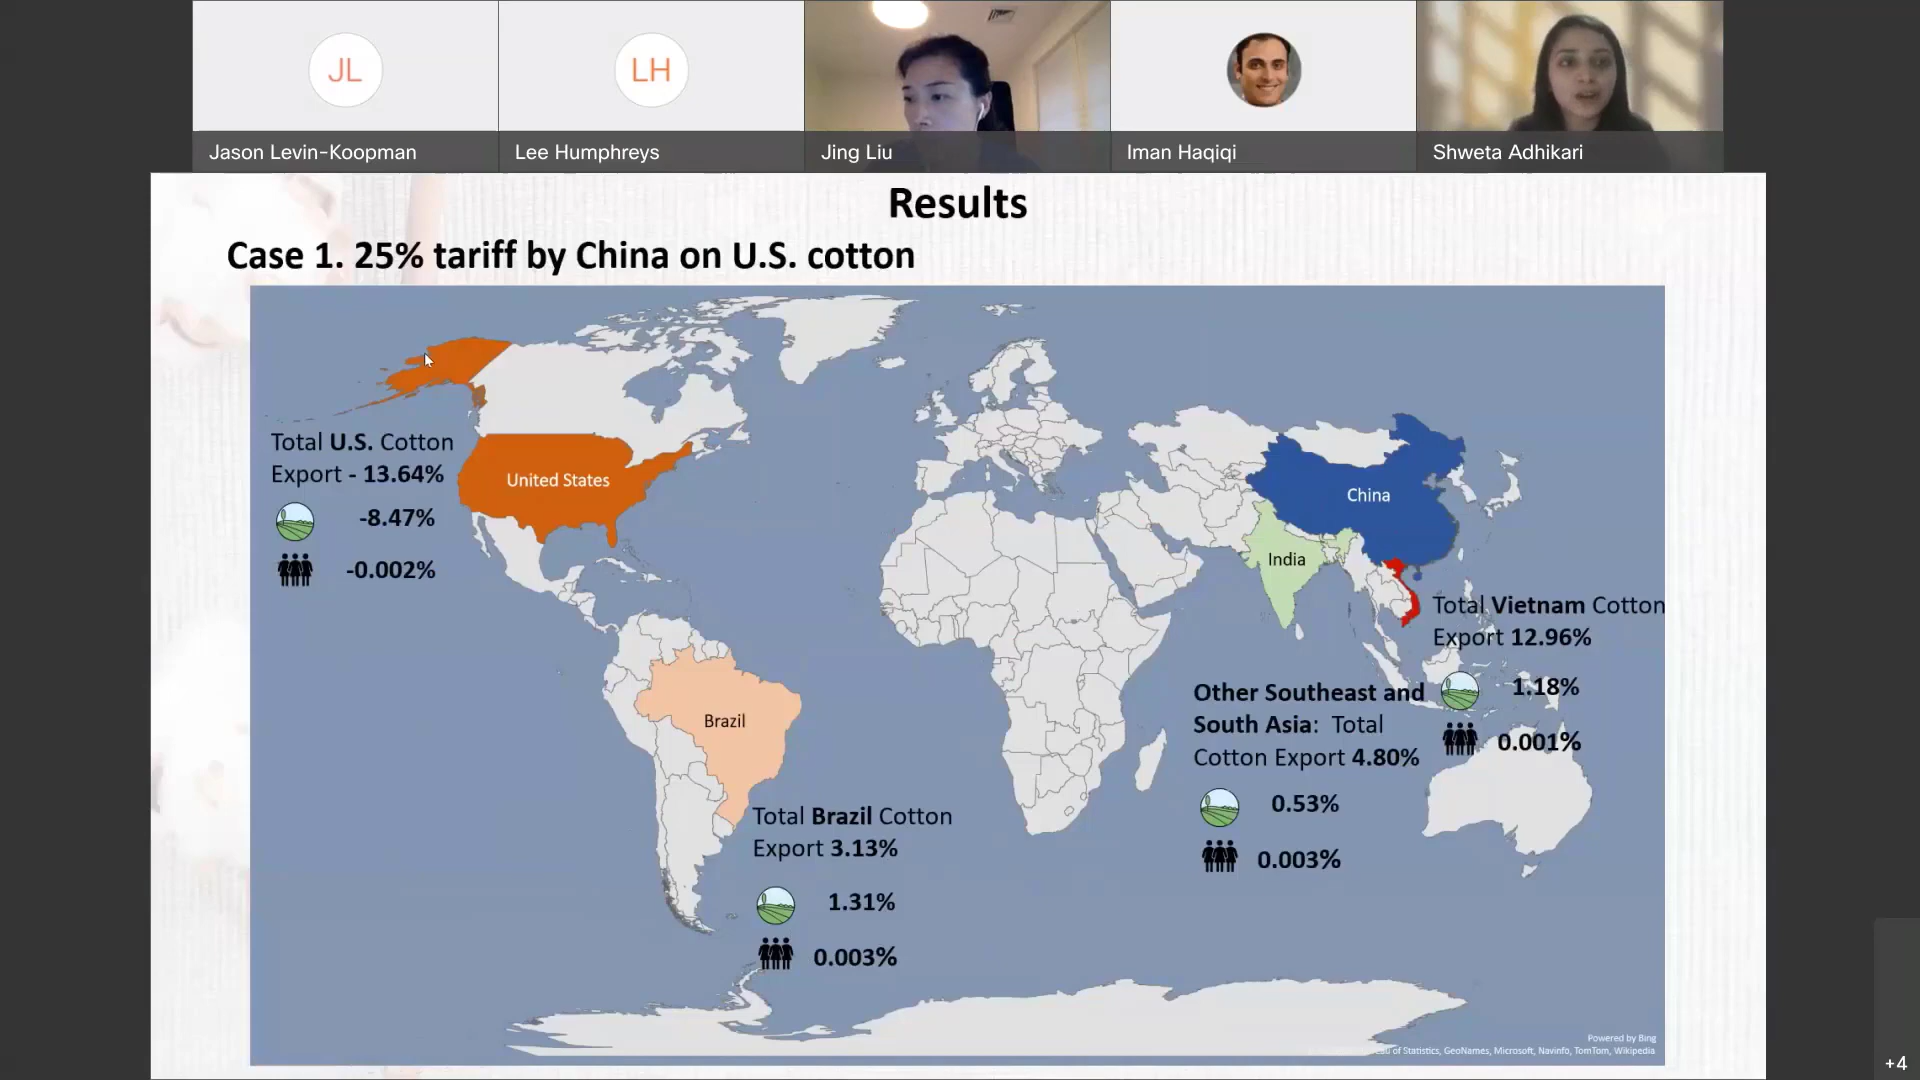 JL
LH
Jason Levin-Koopman
Lee Humphreys
Jing Liu
Iman Haqiqi
Shweta Adhikari
Results
Case 1. 25% tariff by China on U.S. cotton
Total U.S. Cotton
Export - 13.64%
-8.47%
-0.002%
United States
China
India
Brazil
Total Vietnam Cotton
Export 12.96%
1.18%
0.001%
Other Southeast and
South Asia: Total
Cotton Export 4.80%
0.53%
0.003%
Total Brazil Cotton
Export 3.13%
1.31%
0.003%
Powered by Bing
of Statistics, GeoNames, Microsoft, Navinfo, TomTom, Wikipedia
+4